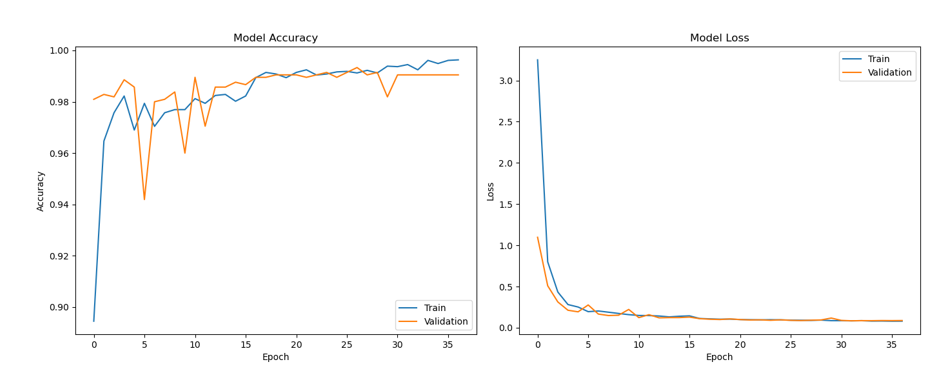 Model Accuracy
1.00
0.98
0.96
0.94
0.92
0.90
Accuracy
0 5 10 15 20 25 30 35
Epoch
Train
Validation
Model Loss
3.0
2.5
2.0
1.5
1.0
0.5
0.0
Loss
0 5 10 15 20 25 30 35
Epoch
Train
Validation